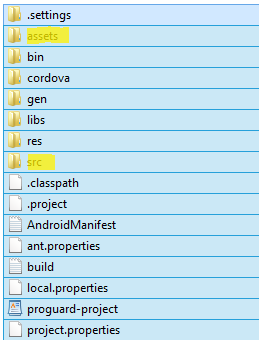 .settings
assets
bin
cordova
gen
libs
res
src
.classpath
.project
AndroidManifest
ant.properties
build
local.properties
proguard-project
project.properties